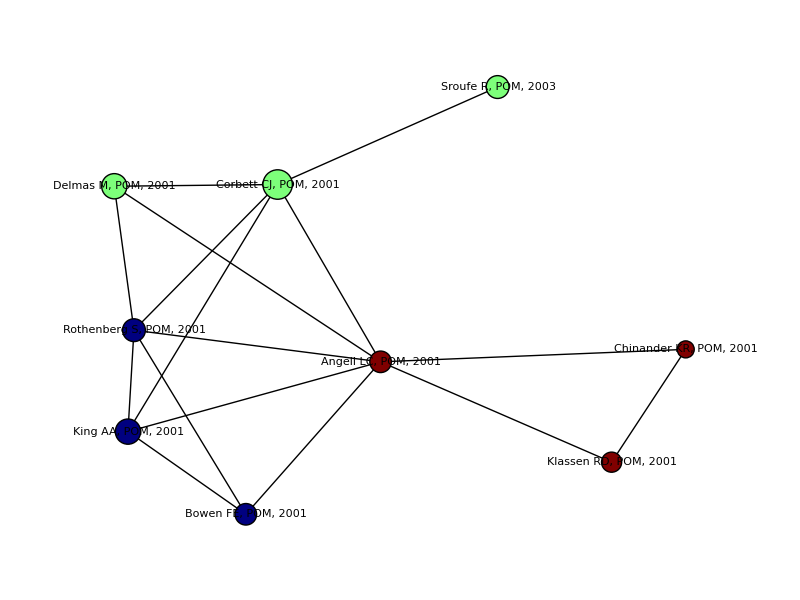 Sroufe R, POM, 2003
Delmas M, POM, 2001
Corbett CJ, POM, 2001
Rothenberg S, POM, 2001
Chinander KR, POM, 2001
Angell LC, POM, 2001
King AA, POM, 2001
Klassen RD, POM, 2001
Bowen FE, POM, 2001